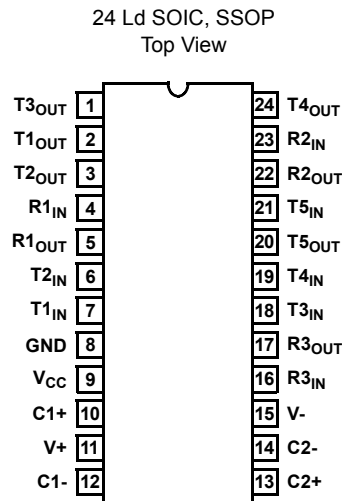 24 Ld SOIC, SSOP
Top View
T3OUT 1 24 T4OUT
T1OUT 2 23 R2IN
T2OUT 3 22 R2OUT
R1IN 4 21 T5IN
R1OUT 5 20 T5OUT
T2IN 6 19 T4IN
T1IN 7 18 T3IN
GND 8 17 R3OUT
VCC 9 16 R3IN
C1+ 10 15 V-
V+ 11 14 C2-
C1- 12 13 C2+